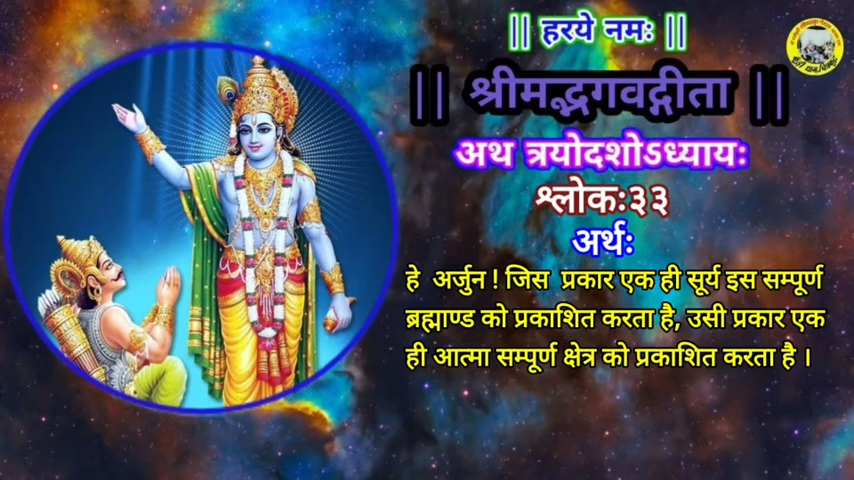 || हरये नमः ||
|| श्रीमद्भगवद्गीता ||
अथ त्रयोदशोऽध्यायः
श्लोकः३३
अर्थः
हे अर्जुन ! जिस प्रकार एक ही सूर्य इस सम्पूर्ण
ब्रह्माण्ड को प्रकाशित करता है, उसी प्रकार एक
ही आत्मा सम्पूर्ण क्षेत्र को प्रकाशित करता है ।